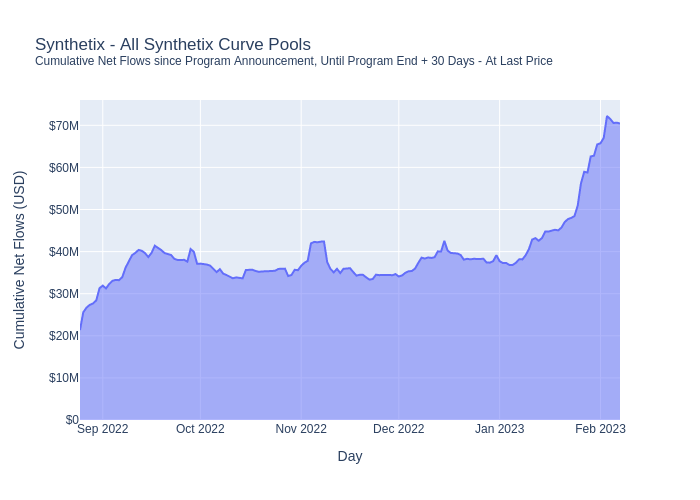 Synthetix - All Synthetix Curve Pools
Cumulative Net Flows since Program Announcement, Until Program End + 30 Days - At Last Price
Cumulative Net Flows (USD)
$70M
$60M
$50M
$40M
$30M
$20M
$10M
$0
Sep 2022
Oct 2022
Nov 2022
Dec 2022
Jan 2023
Feb 2023
Day